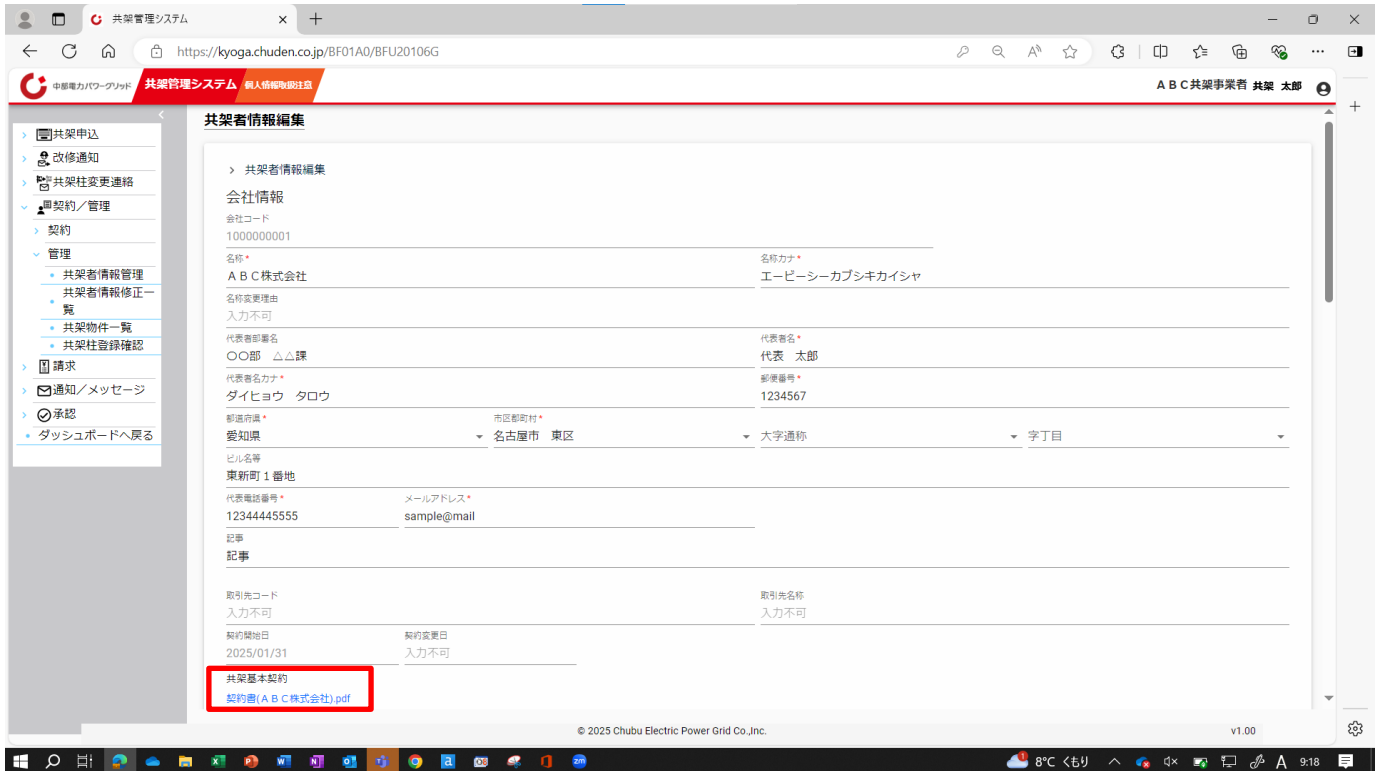 共架管理システム
https://kyoga.chuden.co.jp/BF01A0/BFU20106G
中部電力パワーグリッド 共架管理システム 個人情報取扱注意 ABC共架事業者 共架 太郎
共架申込
改修通知
共架柱変更連絡
契約／管理
契約
管理
共架者情報管理
共架者情報修正一
覧
共架物件一覧
共架柱登録確認
請求
通知／メッセージ
承認
ダッシュボードへ戻る
共架者情報編集
共架者情報編集
会社情報
会社コード
1000000001
名称* 名称カナ*
ＡＢＣ株式会社 エービーシーカブシキカイシャ
名称変更理由
入力不可
代表者部署名 代表者名*
〇〇部　△△課 代表　太郎
代表者名カナ* 郵便番号*
ダイヒョウ　タロウ 1234567
都道府県* 市区郡町村*
愛知県 名古屋市　東区 大字通称 字丁目
ビル名等
東新町１番地
代表電話番号* メールアドレス*
12344445555 sample@mail
記事
記事
取引先コード 取引先名称
入力不可 入力不可
契約開始日 契約変更日
2025/01/31 入力不可
共架基本契約
契約書(ＡＢＣ株式会社).pdf
© 2025 Chubu Electric Power Grid Co.,Inc. v1.00
8°C くもり A 9:18